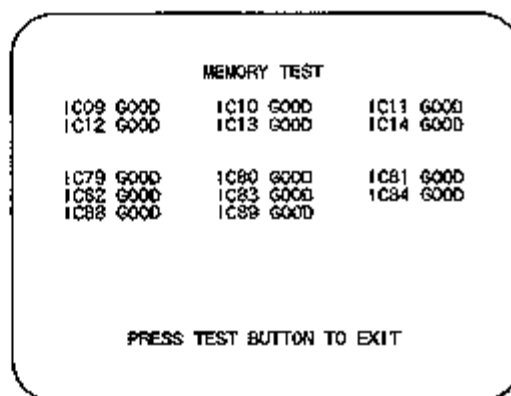 MEMORY TEST
IC09 GOOD IC10 GOOD IC11 GOOD
IC12 GOOD IC13 GOOD IC14 GOOD
IC79 GOOD IC80 GOOD IC81 GOOD
IC82 GOOD IC83 GOOD IC84 GOOD
IC88 GOOD IC89 GOOD
PRESS TEST BUTTON TO EXIT